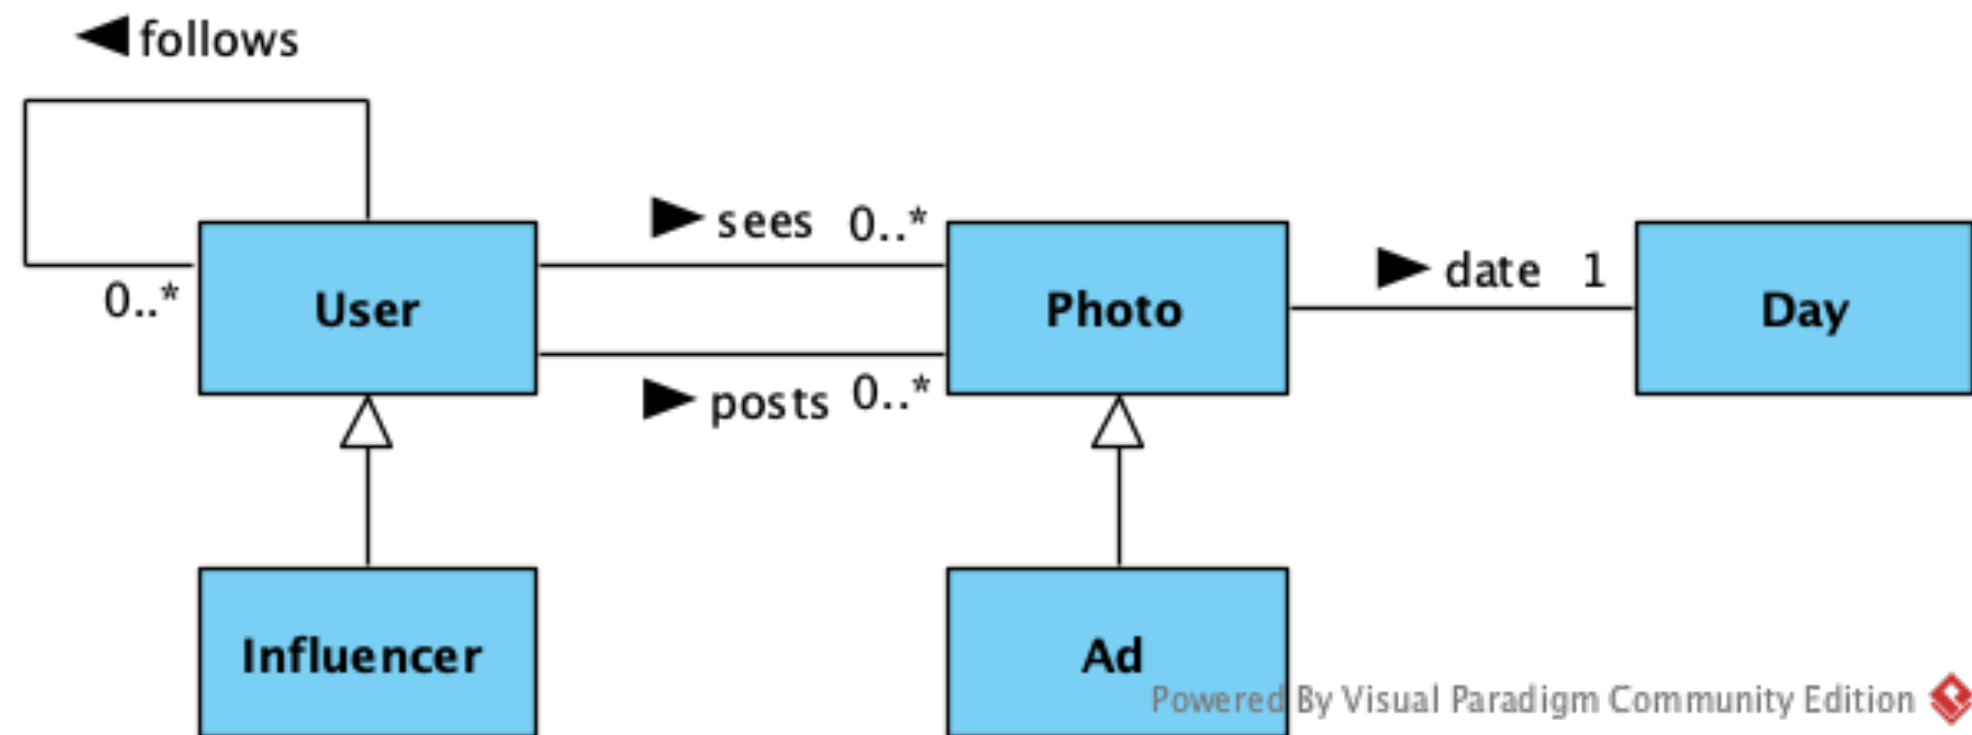 follows
sees 0..*
date 1
0..*
User
Photo
Day
posts 0..*
Influencer
Ad
Powered By Visual Paradigm Community Edition